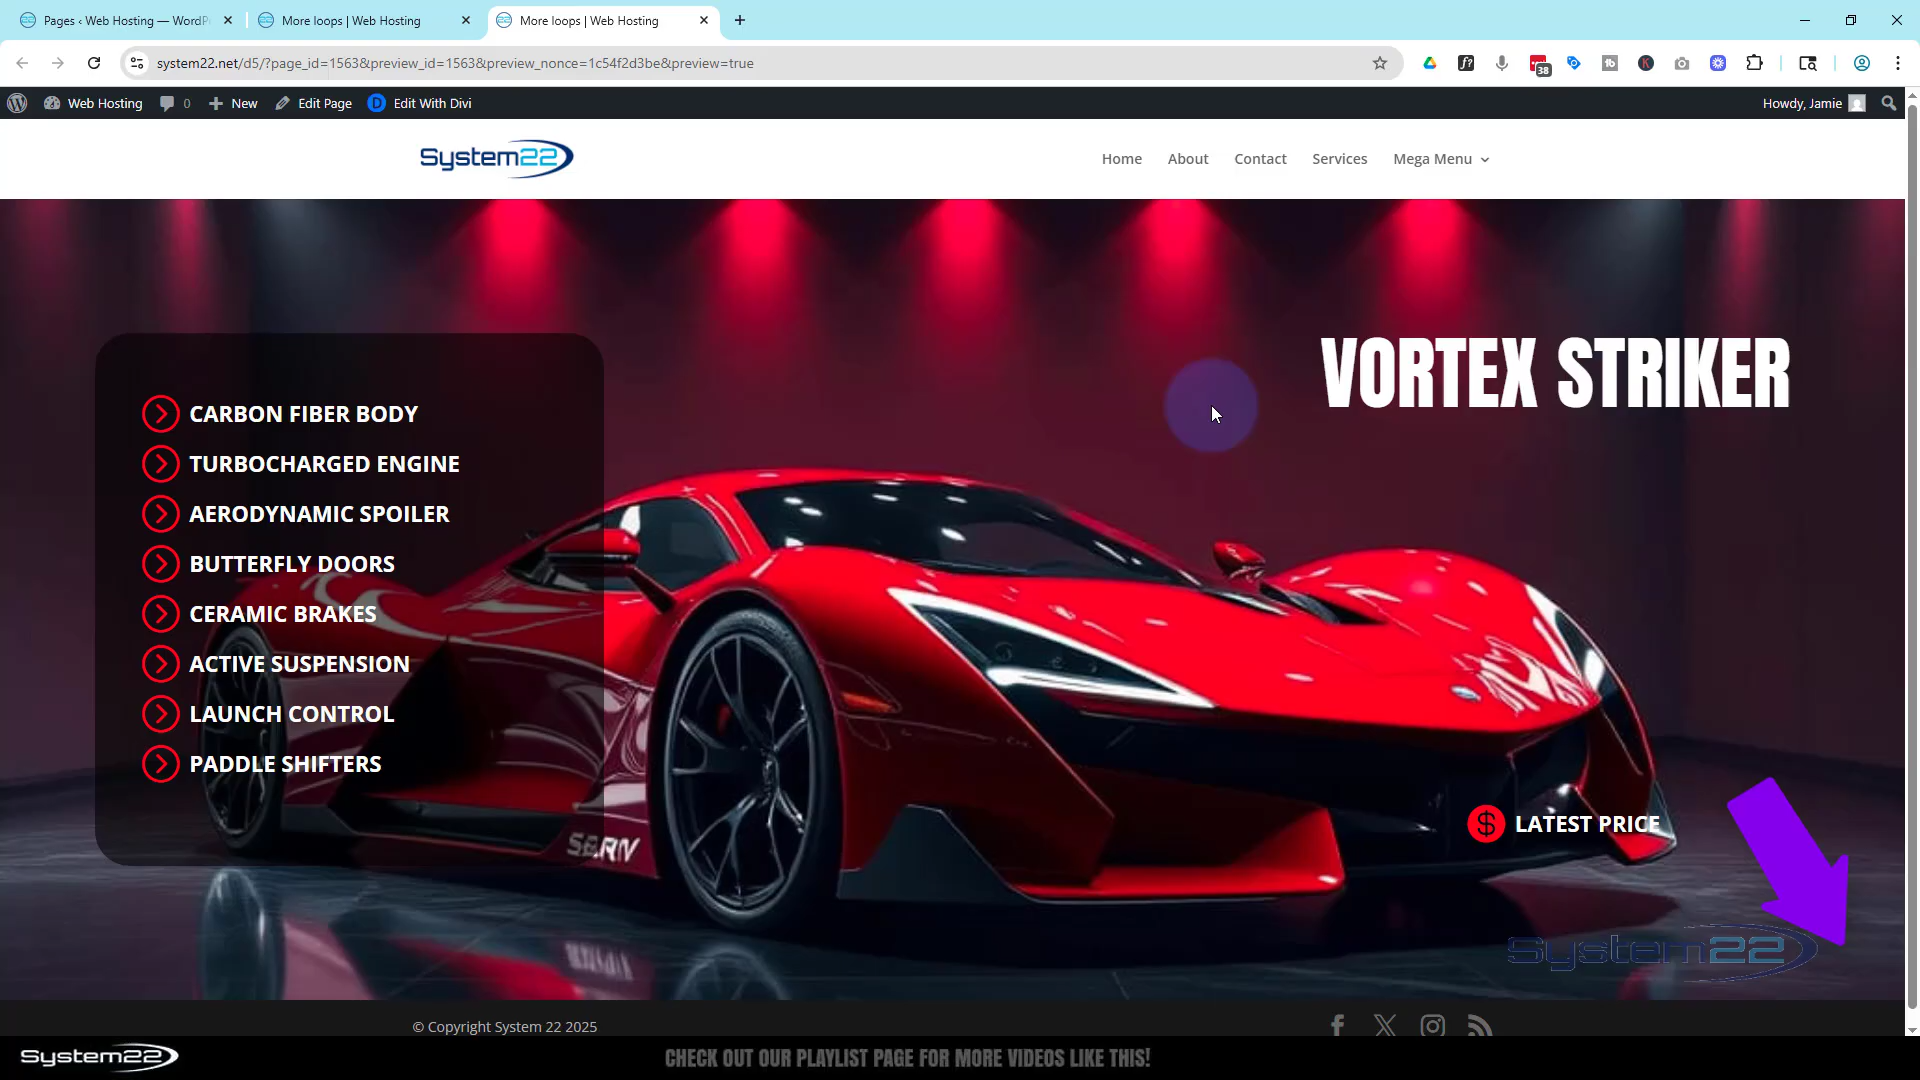 Pages ‹ Web Hosting — WordP
More loops | Web Hosting
More loops | Web Hosting
system22.net/d5/?page_id=1563&preview_id=1563&preview_nonce=1c54f2d3be&preview=true
38
Web Hosting
0
New
Edit Page
D
Edit With Divi
Howdy, Jamie
System22
Home
About
Contact
Services
Mega Menu
VORTEX STRIKER
CARBON FIBER BODY
TURBOCHARGED ENGINE
AERODYNAMIC SPOILER
BUTTERFLY DOORS
CERAMIC BRAKES
ACTIVE SUSPENSION
LAUNCH CONTROL
PADDLE SHIFTERS
$ LATEST PRICE
System22
© Copyright System 22 2025
System22
CHECK OUT OUR PLAYLIST PAGE FOR MORE VIDEOS LIKE THIS!